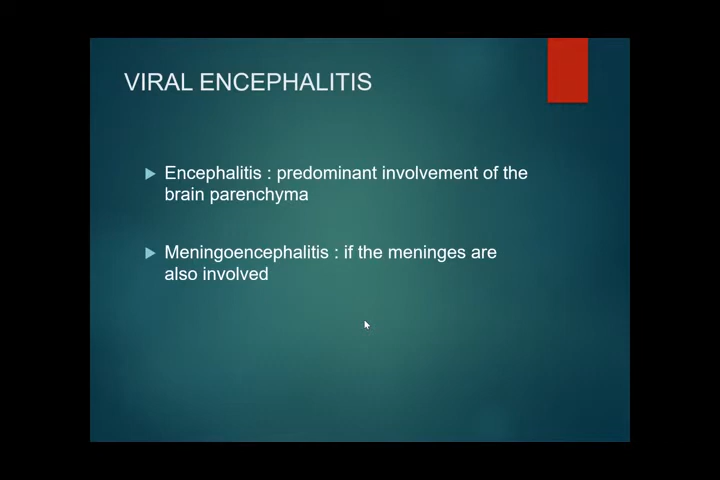 VIRAL ENCEPHALITIS
Encephalitis : predominant involvement of the
brain parenchyma
Meningoencephalitis : if the meninges are
also involved